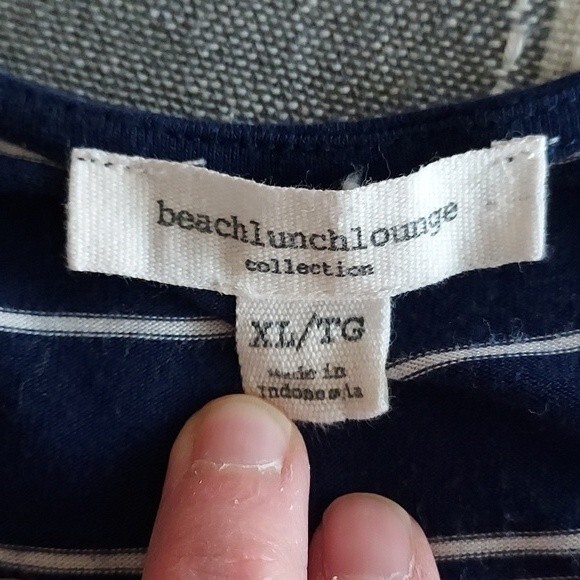 beachlunchlounge
collection
XL/TG
Made in
Indonesia